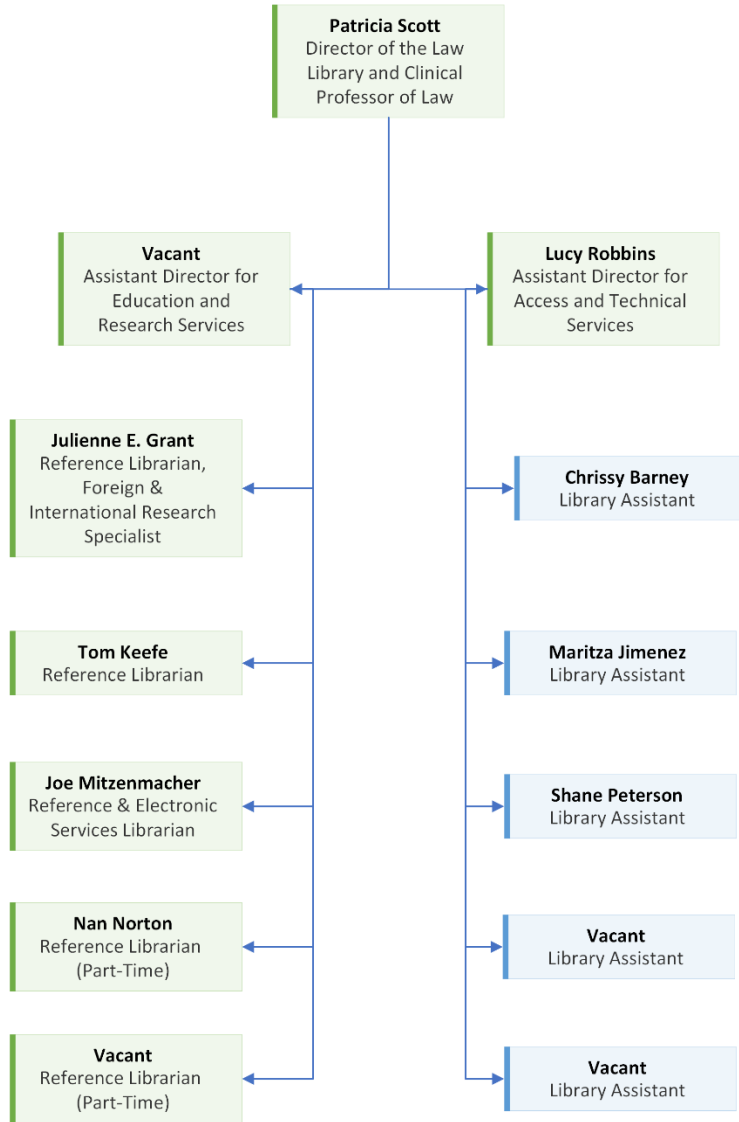 Patricia Scott
Director of the Law
Library and Clinical
Professor of Law
Vacant
Assistant Director for
Education and
Research Services
Lucy Robbins
Assistant Director for
Access and Technical
Services
Julienne E. Grant
Reference Librarian,
Foreign &
International Research
Specialist
Chrissy Barney
Library Assistant
Tom Keefe
Reference Librarian
Maritza Jimenez
Library Assistant
Joe Mitzenmacher
Reference & Electronic
Services Librarian
Shane Peterson
Library Assistant
Nan Norton
Reference Librarian
(Part-Time)
Vacant
Library Assistant
Vacant
Reference Librarian
(Part-Time)
Vacant
Library Assistant